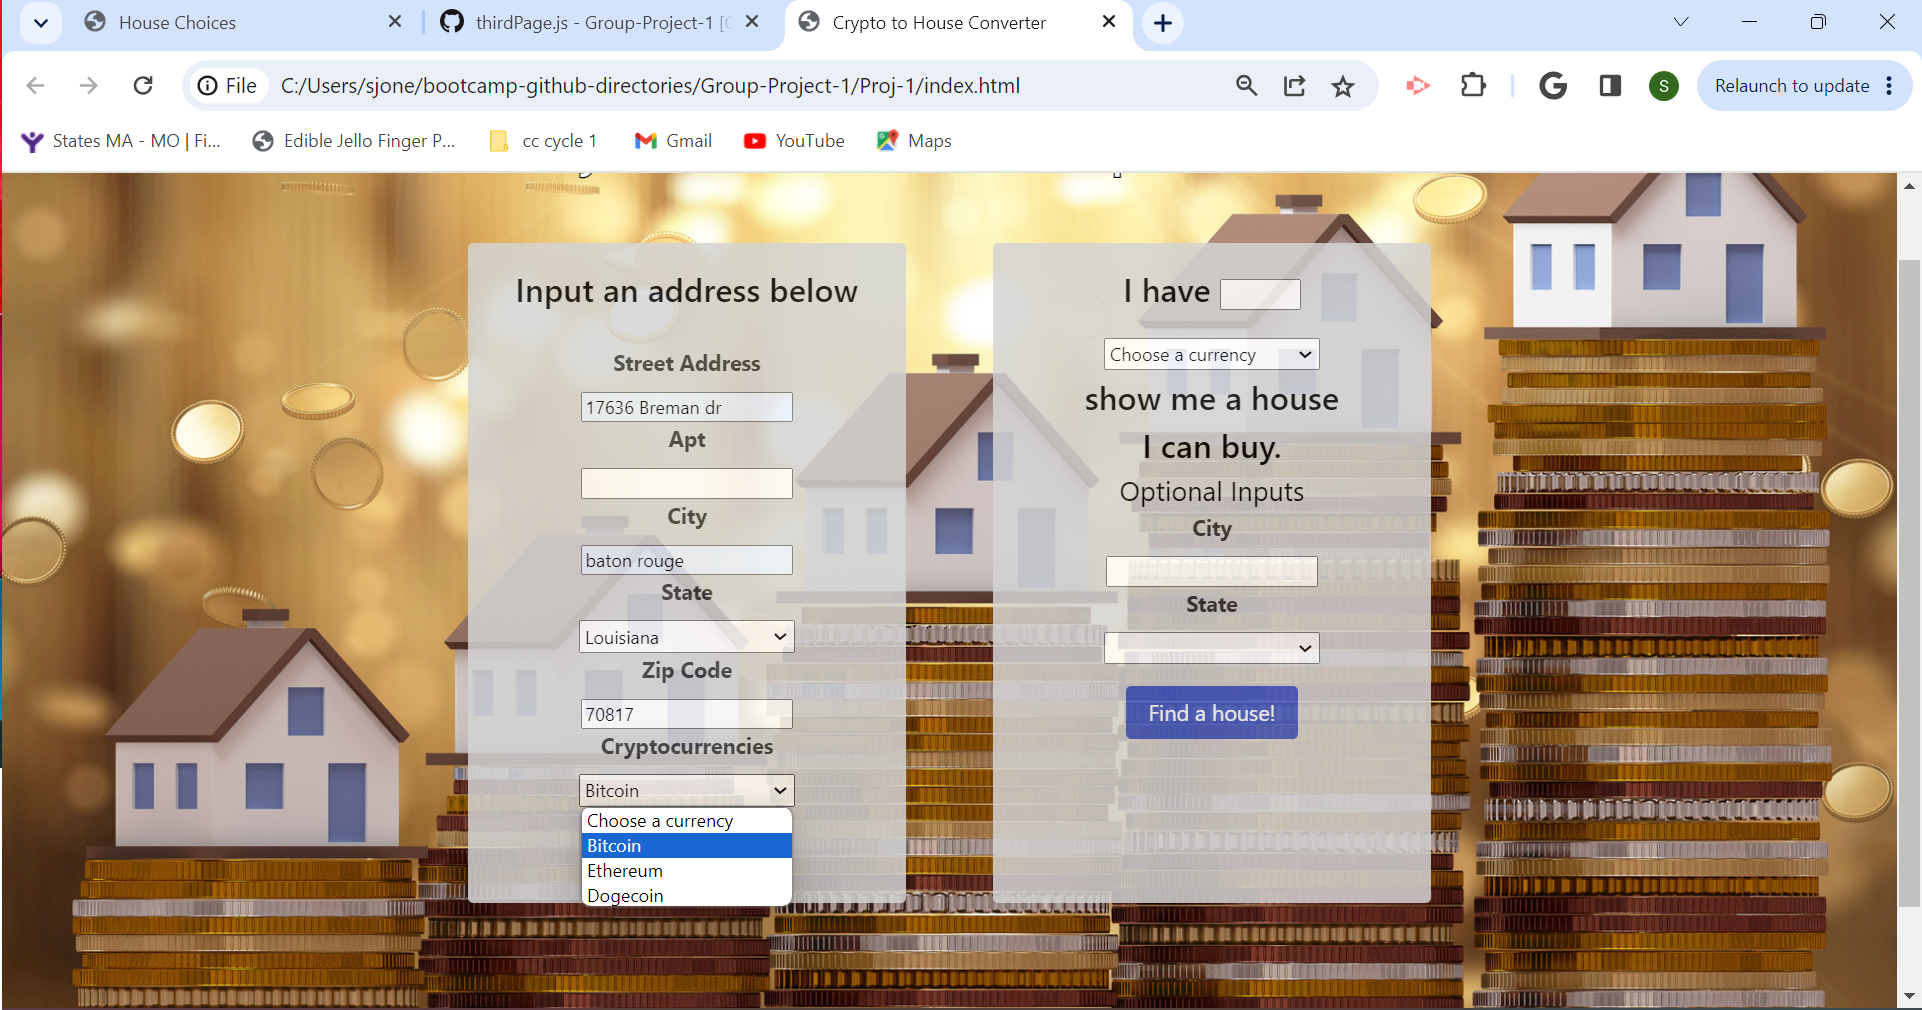 House Choices
thirdPage.js - Group-Project-1
Crypto to House Converter
File C:/Users/sjone/bootcamp-github-directories/Group-Project-1/Proj-1/index.html
S
Relaunch to update
States MA - MO | Fi...
Edible Jello Finger P...
cc cycle 1
Gmail
YouTube
Maps
Input an address below
Street Address
17636 Breman dr
Apt
City
baton rouge
State
Louisiana
Zip Code
70817
Cryptocurrencies
Bitcoin
Choose a currency
Bitcoin
Ethereum
Dogecoin
I have
Choose a currency
show me a house
I can buy.
Optional Inputs
City
State
Find a house!